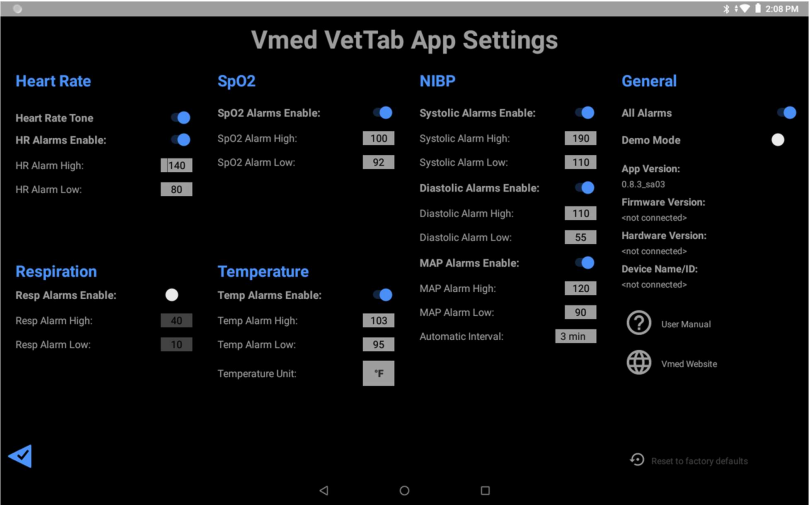 2:08 PM
Vmed VetTab App Settings
Heart Rate
Heart Rate Tone
HR Alarms Enable:
HR Alarm High: 140
HR Alarm Low: 80
SpO2
SpO2 Alarms Enable:
SpO2 Alarm High: 100
SpO2 Alarm Low: 92
NIBP
Systolic Alarms Enable:
Systolic Alarm High: 190
Systolic Alarm Low: 110
Diastolic Alarms Enable:
Diastolic Alarm High: 110
Diastolic Alarm Low: 55
MAP Alarms Enable:
MAP Alarm High: 120
MAP Alarm Low: 90
Automatic Interval: 3 min
General
All Alarms
Demo Mode
App Version:
0.8.3_sa03
Firmware Version:
<not connected>
Hardware Version:
<not connected>
Device Name/ID:
<not connected>
User Manual
Vmed Website
Respiration
Resp Alarms Enable:
Resp Alarm High: 40
Resp Alarm Low: 10
Temperature
Temp Alarms Enable:
Temp Alarm High: 103
Temp Alarm Low: 95
Temperature Unit: °F
Reset to factory defaults